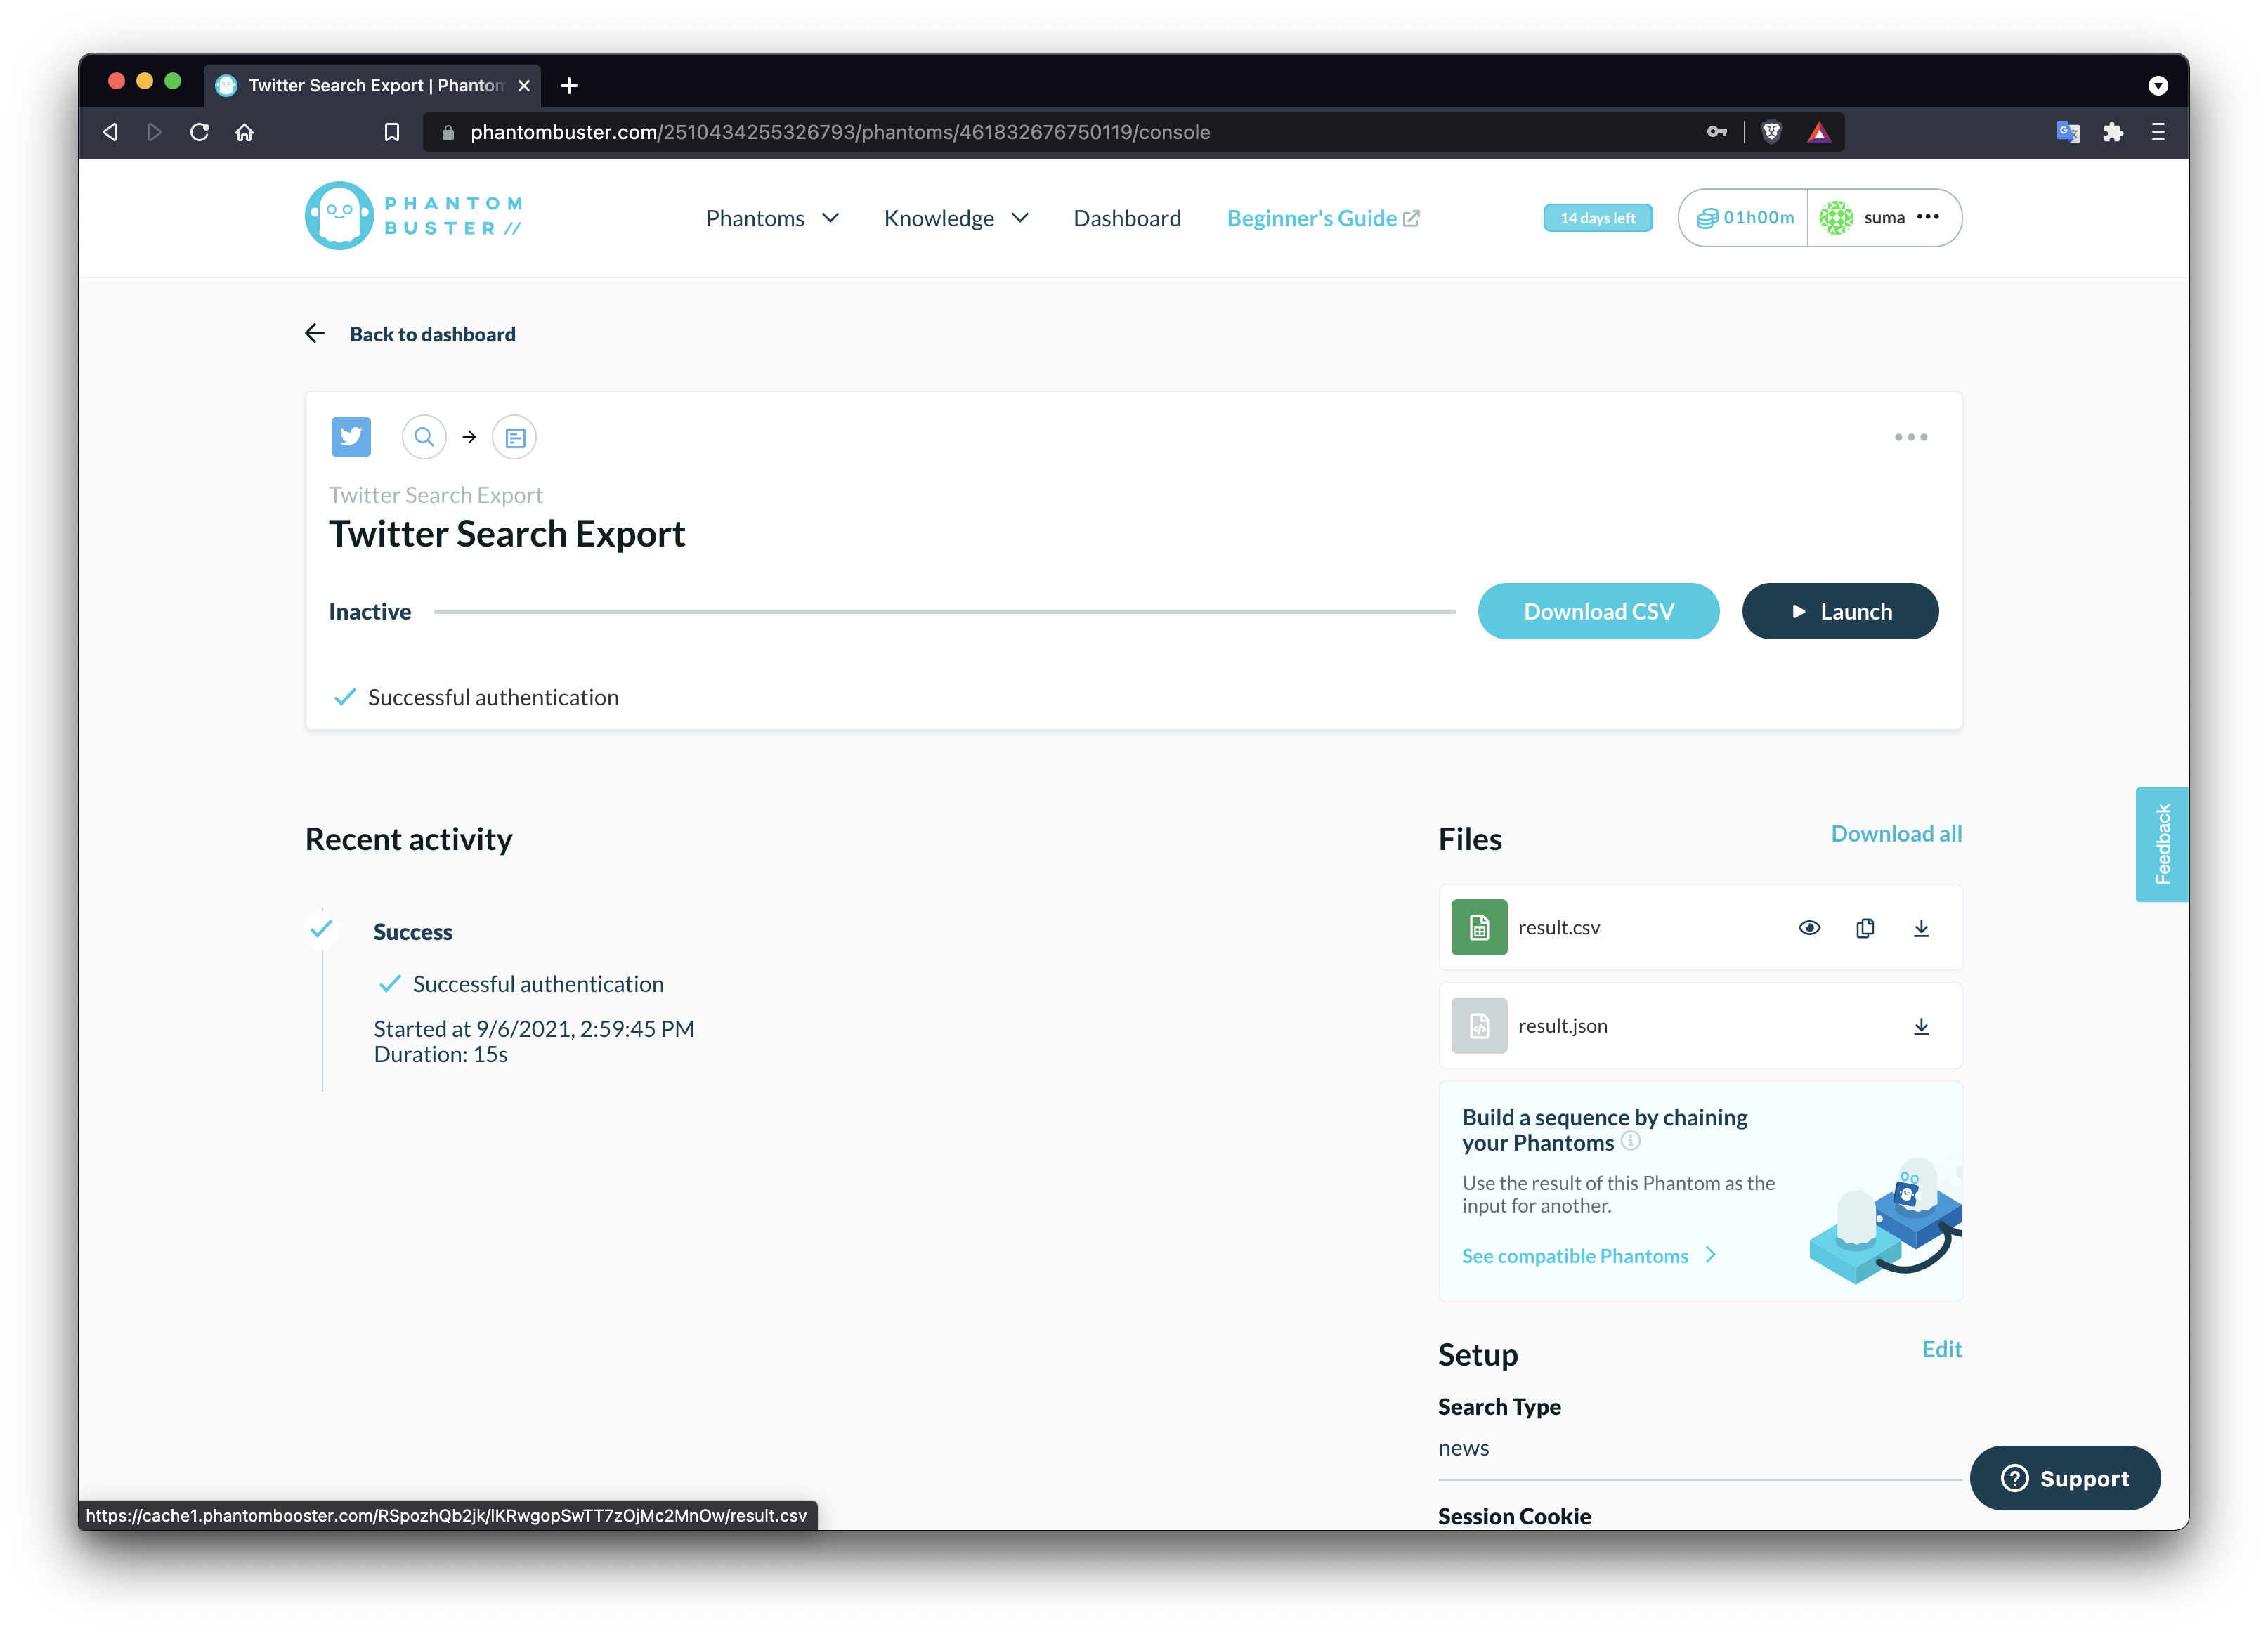 Twitter Search Export | Phantom
phantombuster.com/2510434255326793/phantoms/461832676750119/console
PHANTOM
BUSTER //
Phantoms
Knowledge
Dashboard
Beginner's Guide
14 days left
01h00m
suma
Back to dashboard
Twitter Search Export
Twitter Search Export
Inactive
Download CSV
Launch
Successful authentication
Recent activity
Success
Successful authentication
Started at 9/6/2021, 2:59:45 PM
Duration: 15s
Files
Download all
result.csv
result.json
Build a sequence by chaining
your Phantoms
Use the result of this Phantom as the
input for another.
See compatible Phantoms
Setup
Edit
Search Type
news
Session Cookie
Feedback
Support
https://cache1.phantombooster.com/RSpozhQb2jk/lKRwgopSwTT7zOjMc2MnOw/result.csv